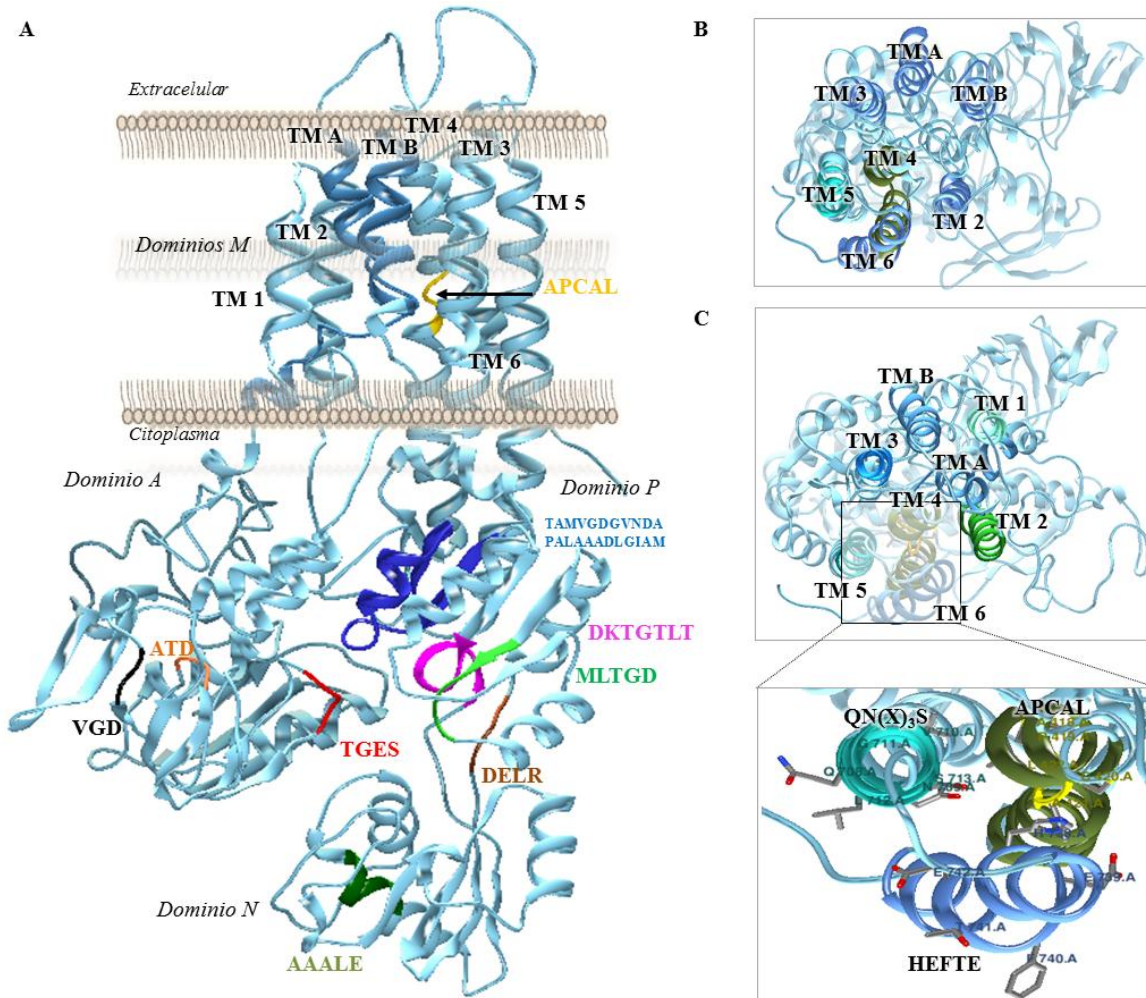 A
Extracelular
TM A
TM B
TM 4
TM 3
TM 5
TM 2
Dominios M
TM 1
APCAL
TM 6
Citoplasma
Dominio A
Dominio P
TAMVGDGVNDA
PALAAADLGIAM
ATD
DKTGTLT
MLTGD
VGD
TGES
DELR
Dominio N
AAALE
B
TM A
TM 3
TM B
TM 4
TM 5
TM 2
TM 6
C
TM B
TM 1
TM 3
TM A
TM 4
TM 2
TM 5
TM 6
QN(X)₃S
APCAL
G 711.A
S 713.A
E 742.A
HEFTE